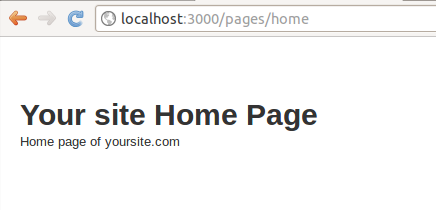 localhost:3000/pages/home
Your site Home Page
Home page of yoursite.com